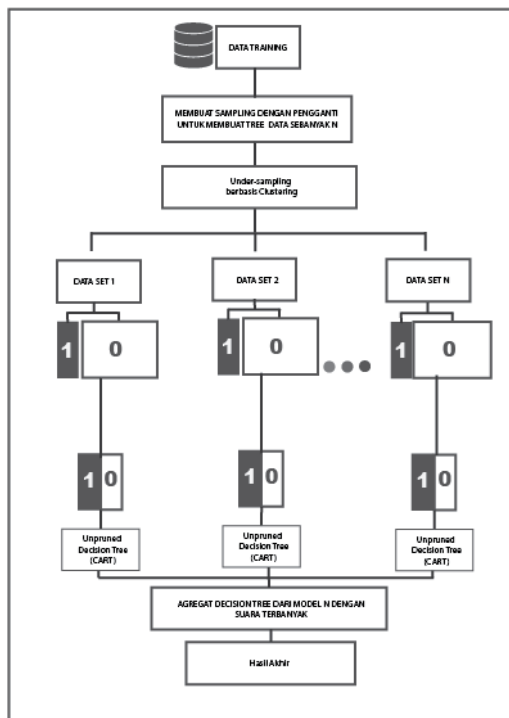 DATA TRAINING
MEMBUAT SAMPLING DENGAN PENGGANTI
UNTUK MEMBUAT TREE DATA SEBANYAK N
Under-sampling
berbasis Clustering
DATA SET 1
DATA SET 2
DATA SET N
1 0
1 0
1 0
1 0
1 0
1 0
Unpruned
Decision Tree
(CART)
Unpruned
Decision Tree
(CART)
Unpruned
Decision Tree
(CART)
AGREGAT DECISION TREE DARI MODEL N DENGAN
SUARA TERBANYAK
Hasil Akhir